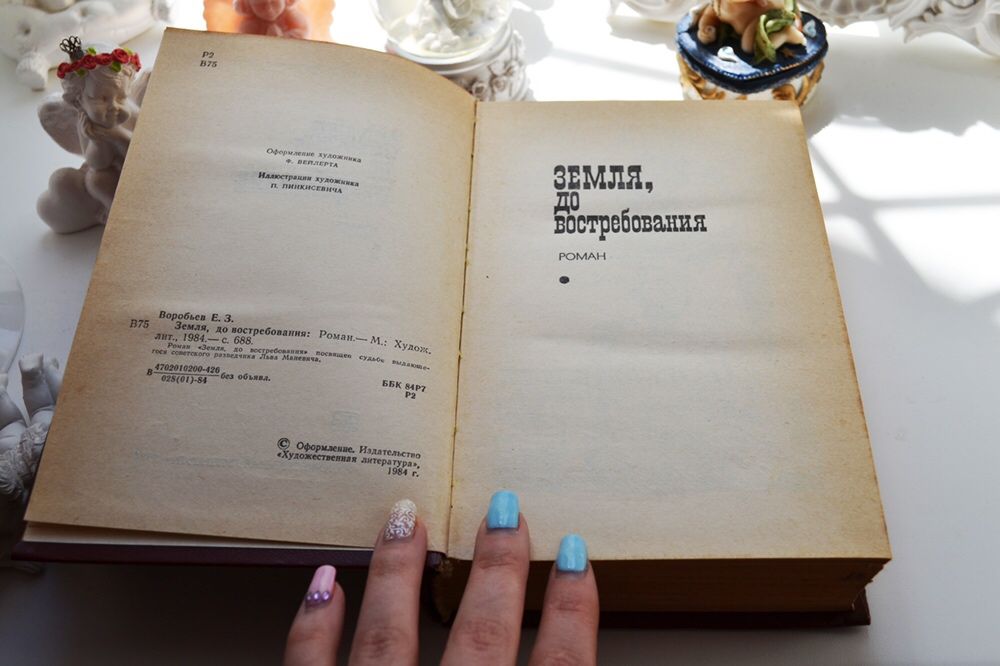 Р2
В75
Оформление художника
Ф. ВЕЙЛЕРТА
Иллюстрации художника
П. ПИНКИСЕВИЧА
Воробьев Е. З.
В75 Земля, до востребования: Роман.— М.: Худож.
лит., 1984.— с. 688.
Роман «Земля, до востребования» посвящен судьбе выдающе-
гося советского разведчика Льва Маневича.
В 4702010200-426 без объявл. ББК 84Р7
028(01)-84 Р2
© Оформление. Издательство
«Художественная литература»,
1984 г.
ЗЕМЛЯ,
ДО
востребования
РОМАН